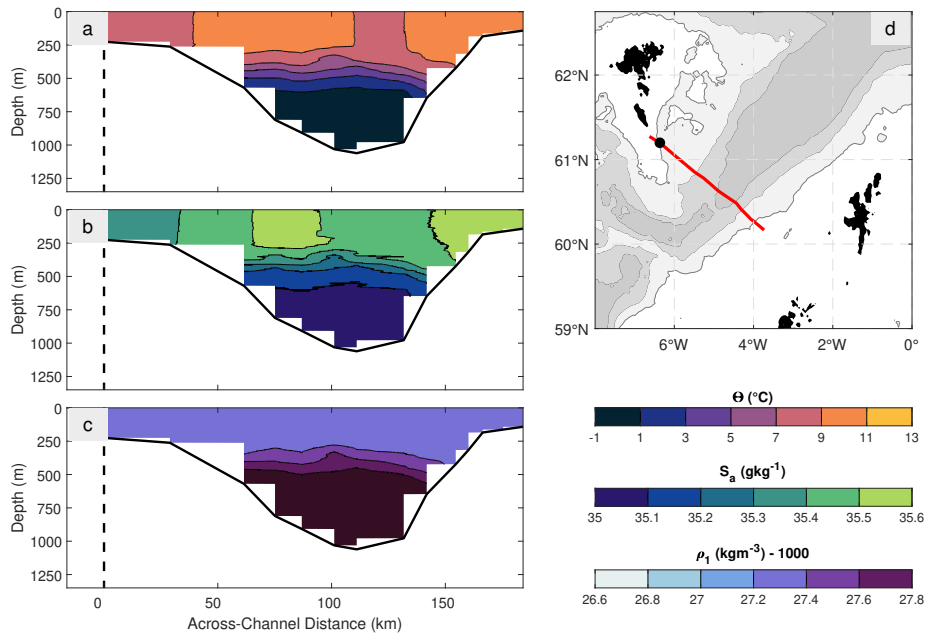 a
0
250
500
750
1000
1250
Depth (m)
b
0
250
500
750
1000
1250
Depth (m)
c
0
250
500
750
1000
1250
Depth (m)
0 50 100 150
Across-Channel Distance (km)
d
62°N
61°N
60°N
59°N
6°W 4°W 2°W 0°
Θ (°C)
-1 1 3 5 7 9 11 13
Sₐ (gkg⁻¹)
35 35.1 35.2 35.3 35.4 35.5 35.6
ρ₁ (kgm⁻³) - 1000
26.6 26.8 27 27.2 27.4 27.6 27.8